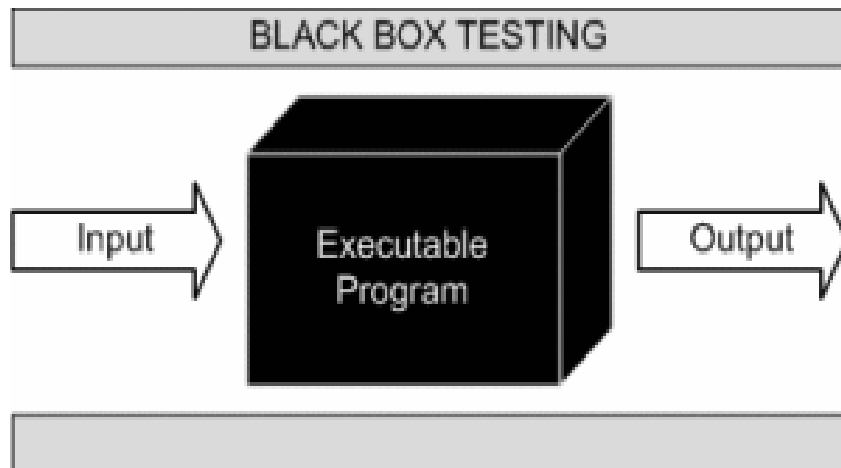 BLACK BOX TESTING
Input
Executable
Program
Output